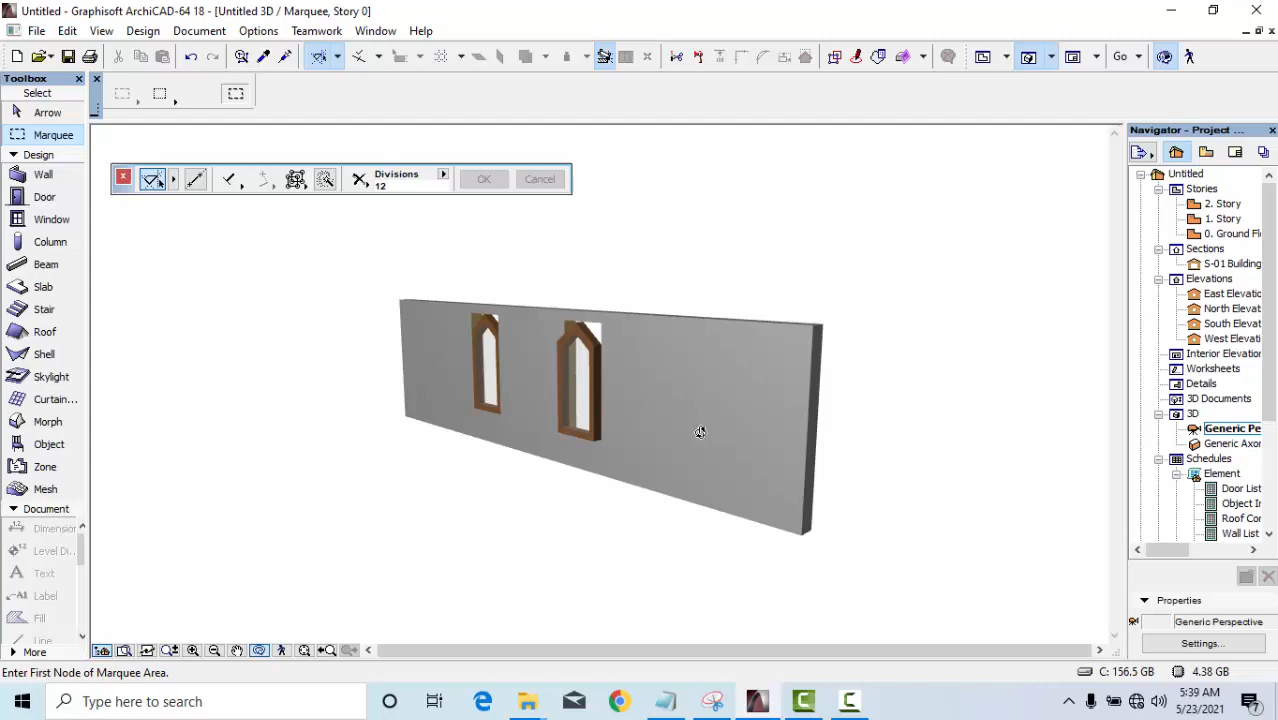 Untitled - Graphisoft ArchiCAD-64 18 - [Untitled 3D / Marquee, Story 0]
File Edit View Design Document Options Teamwork Window Help
Go
Toolbox
Select
Arrow
Marquee
Design
Wall
Door
Window
Column
Beam
Slab
Stair
Roof
Shell
Skylight
Curtain...
Morph
Object
Zone
Mesh
Document
Dimension
Level Di...
Text
Label
Fill
Line
More
Divisions
12
OK Cancel
Navigator - Project ...
Untitled
Stories
2. Story
1. Story
0. Ground Fl
Sections
S-01 Building
Elevations
East Elevatio
North Elevat
South Elevat
West Elevati
Interior Elevation
Worksheets
Details
3D Documents
3D
Generic Pe
Generic Axon
Schedules
Element
Door List
Object In
Roof Con
Wall List
Properties
Generic Perspective
Settings...
Enter First Node of Marquee Area.
C: 156.5 GB 4.38 GB
Type here to search
5:39 AM
5/23/2021
7